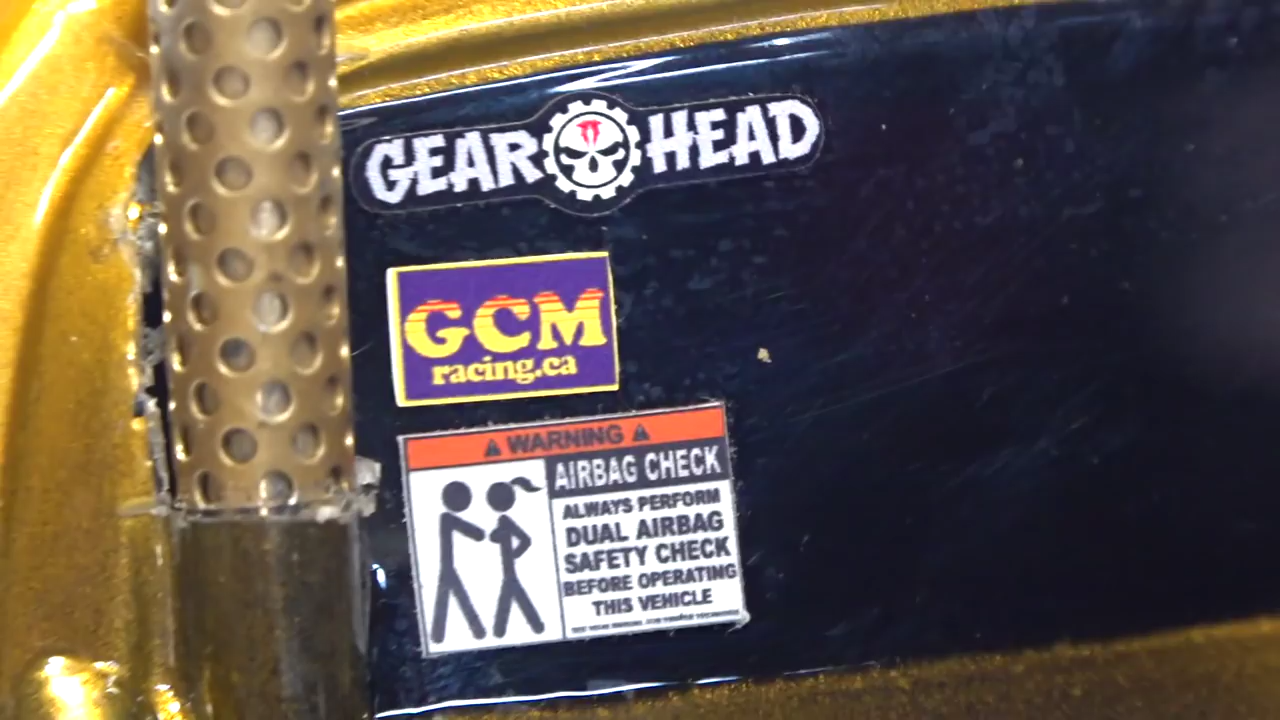 GEAR HEAD
GCM
racing.ca
WARNING
AIRBAG CHECK
ALWAYS PERFORM
DUAL AIRBAG
SAFETY CHECK
BEFORE OPERATING
THIS VEHICLE